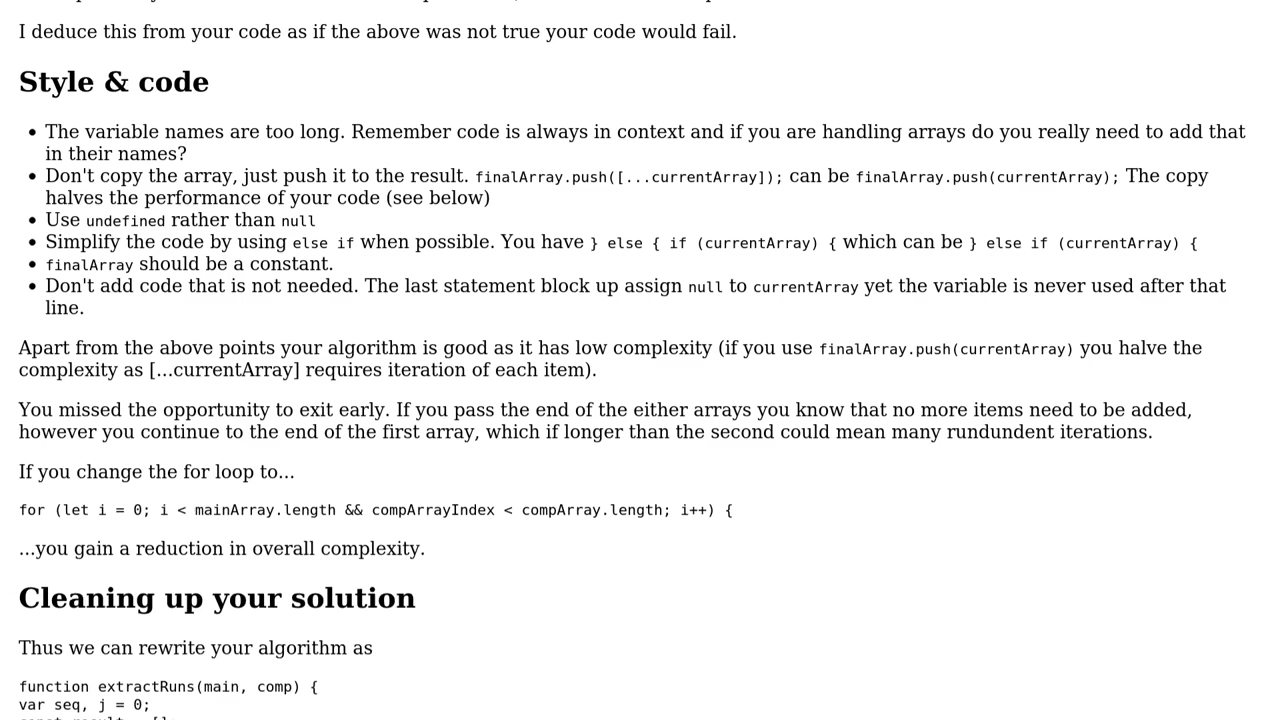 I deduce this from your code as if the above was not true your code would fail.
Style & code
The variable names are too long. Remember code is always in context and if you are handling arrays do you really need to add that
in their names?
Don't copy the array, just push it to the result. finalArray.push([...currentArray]); can be finalArray.push(currentArray); The copy
halves the performance of your code (see below)
Use undefined rather than null
Simplify the code by using else if when possible. You have } else { if (currentArray) { which can be } else if (currentArray) {
finalArray should be a constant.
Don't add code that is not needed. The last statement block up assign null to currentArray yet the variable is never used after that
line.
Apart from the above points your algorithm is good as it has low complexity (if you use finalArray.push(currentArray) you halve the
complexity as [...currentArray] requires iteration of each item).
You missed the opportunity to exit early. If you pass the end of the either arrays you know that no more items need to be added,
however you continue to the end of the first array, which if longer than the second could mean many rundundent iterations.
If you change the for loop to...
for (let i = 0; i < mainArray.length && compArrayIndex < compArray.length; i++) {
...you gain a reduction in overall complexity.
Cleaning up your solution
Thus we can rewrite your algorithm as
function extractRuns(main, comp) {
var seq, j = 0;